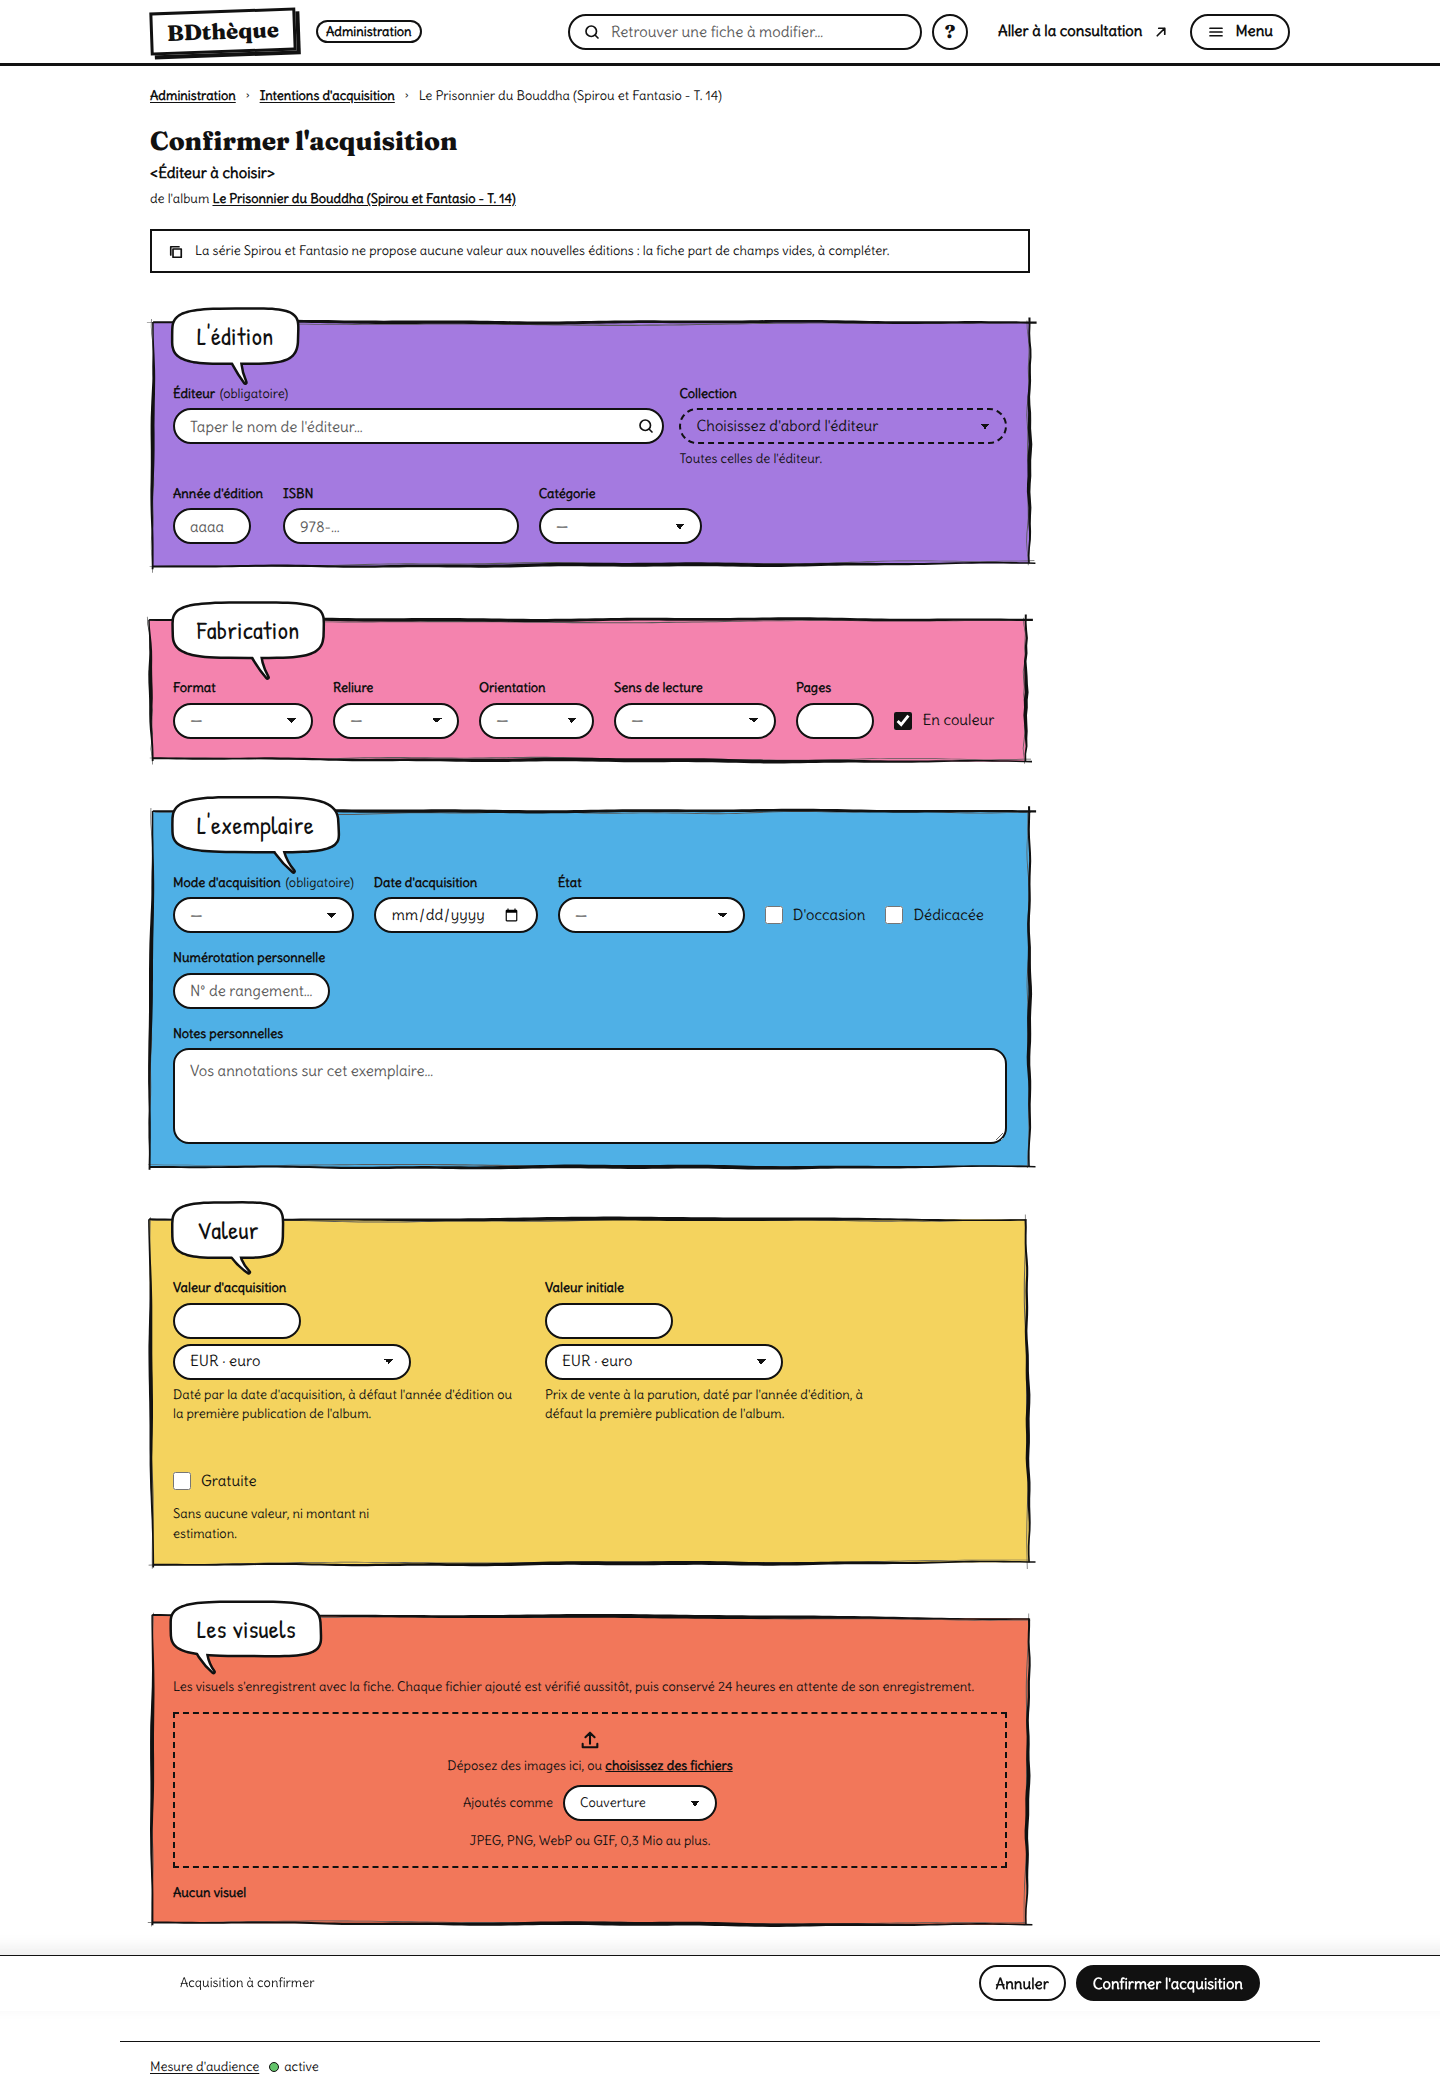 BDthèque
Administration
Retrouver une fiche à modifier...
?
Aller à la consultation
Menu
Administration › Intentions d'acquisition › Le Prisonnier du Bouddha (Spirou et Fantasio - T. 14)
Confirmer l'acquisition
<Éditeur à choisir>
de l'album Le Prisonnier du Bouddha (Spirou et Fantasio - T. 14)
La série Spirou et Fantasio ne propose aucune valeur aux nouvelles éditions : la fiche part de champs vides, à compléter.
L'édition
Éditeur (obligatoire)
Collection
Taper le nom de l'éditeur...
Choisissez d'abord l'éditeur
Toutes celles de l'éditeur.
Année d'édition
ISBN
Catégorie
aaaa
978-...
—
Fabrication
Format
Reliure
Orientation
Sens de lecture
Pages
—
—
—
—
En couleur
L'exemplaire
Mode d'acquisition (obligatoire)
Date d'acquisition
État
—
mm/dd/yyyy
—
D'occasion
Dédicacée
Numérotation personnelle
N° de rangement...
Notes personnelles
Vos annotations sur cet exemplaire...
Valeur
Valeur d'acquisition
Valeur initiale
EUR · euro
EUR · euro
Daté par la date d'acquisition, à défaut l'année d'édition ou
la première publication de l'album.
Prix de vente à la parution, daté par l'année d'édition, à
défaut la première publication de l'album.
Gratuite
Sans aucune valeur, ni montant ni
estimation.
Les visuels
Les visuels s'enregistrent avec la fiche. Chaque fichier ajouté est vérifié aussitôt, puis conservé 24 heures en attente de son enregistrement.
Déposez des images ici, ou choisissez des fichiers
Ajoutés comme
Couverture
JPEG, PNG, WebP ou GIF, 0,3 Mio au plus.
Aucun visuel
Acquisition à confirmer
Annuler
Confirmer l'acquisition
Mesure d'audience
active